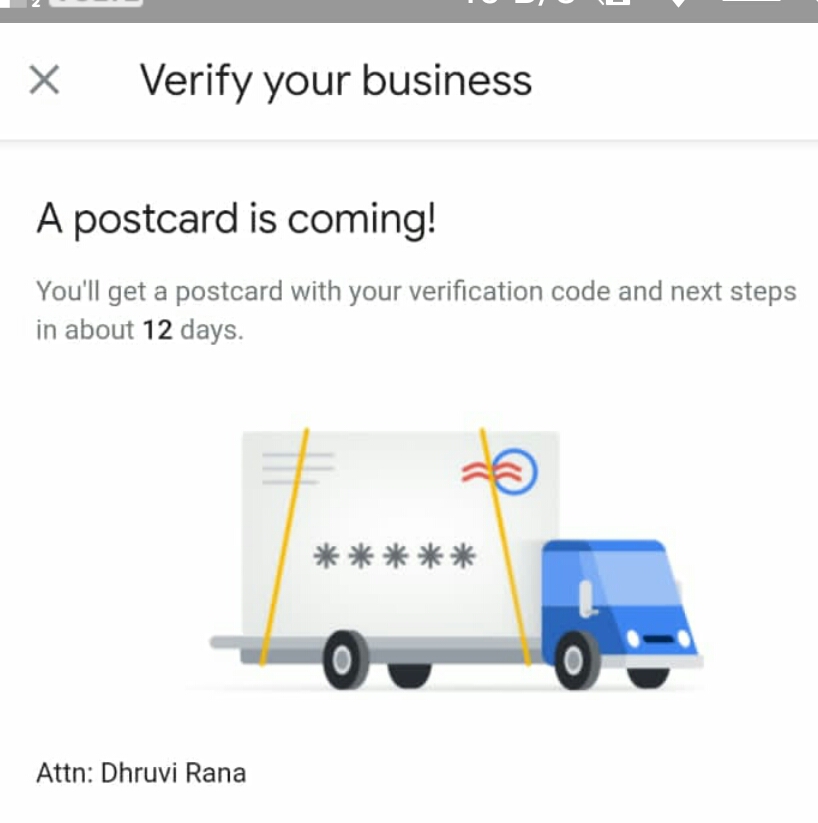 Verify your business
A postcard is coming!
You'll get a postcard with your verification code and next steps
in about 12 days.
*****
Attn: Dhruvi Rana